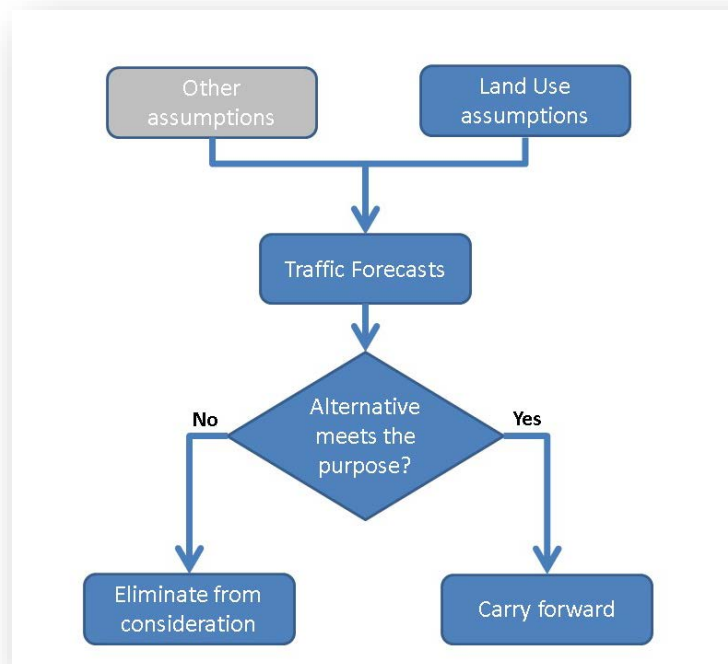 Other
assumptions
Land Use
assumptions
Traffic Forecasts
Alternative
meets the
purpose?
No
Yes
Eliminate from
consideration
Carry forward